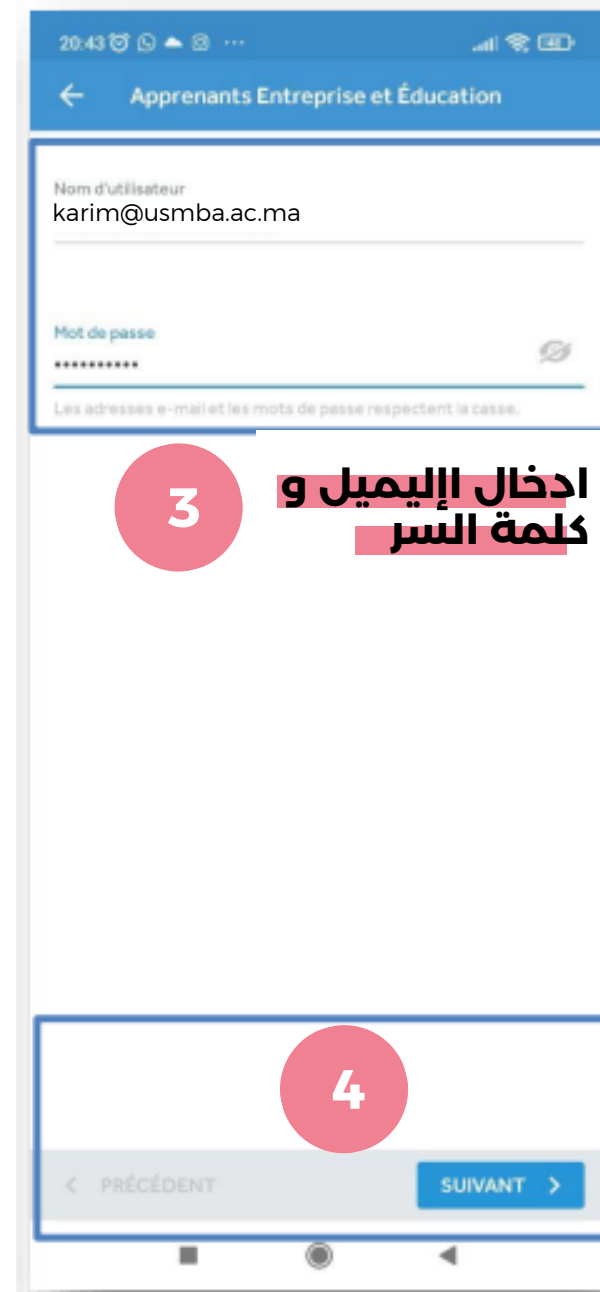 20:43 ...
Apprenants Entreprise et Éducation
Nom d'utilisateur
karim@usmba.ac.ma
Mot de passe
••••••••••
Les adresses e-mail et les mots de passe respectent la casse.
3
ادخال اإليميل و
كلمة السر
4
< PRÉCÉDENT
SUIVANT >